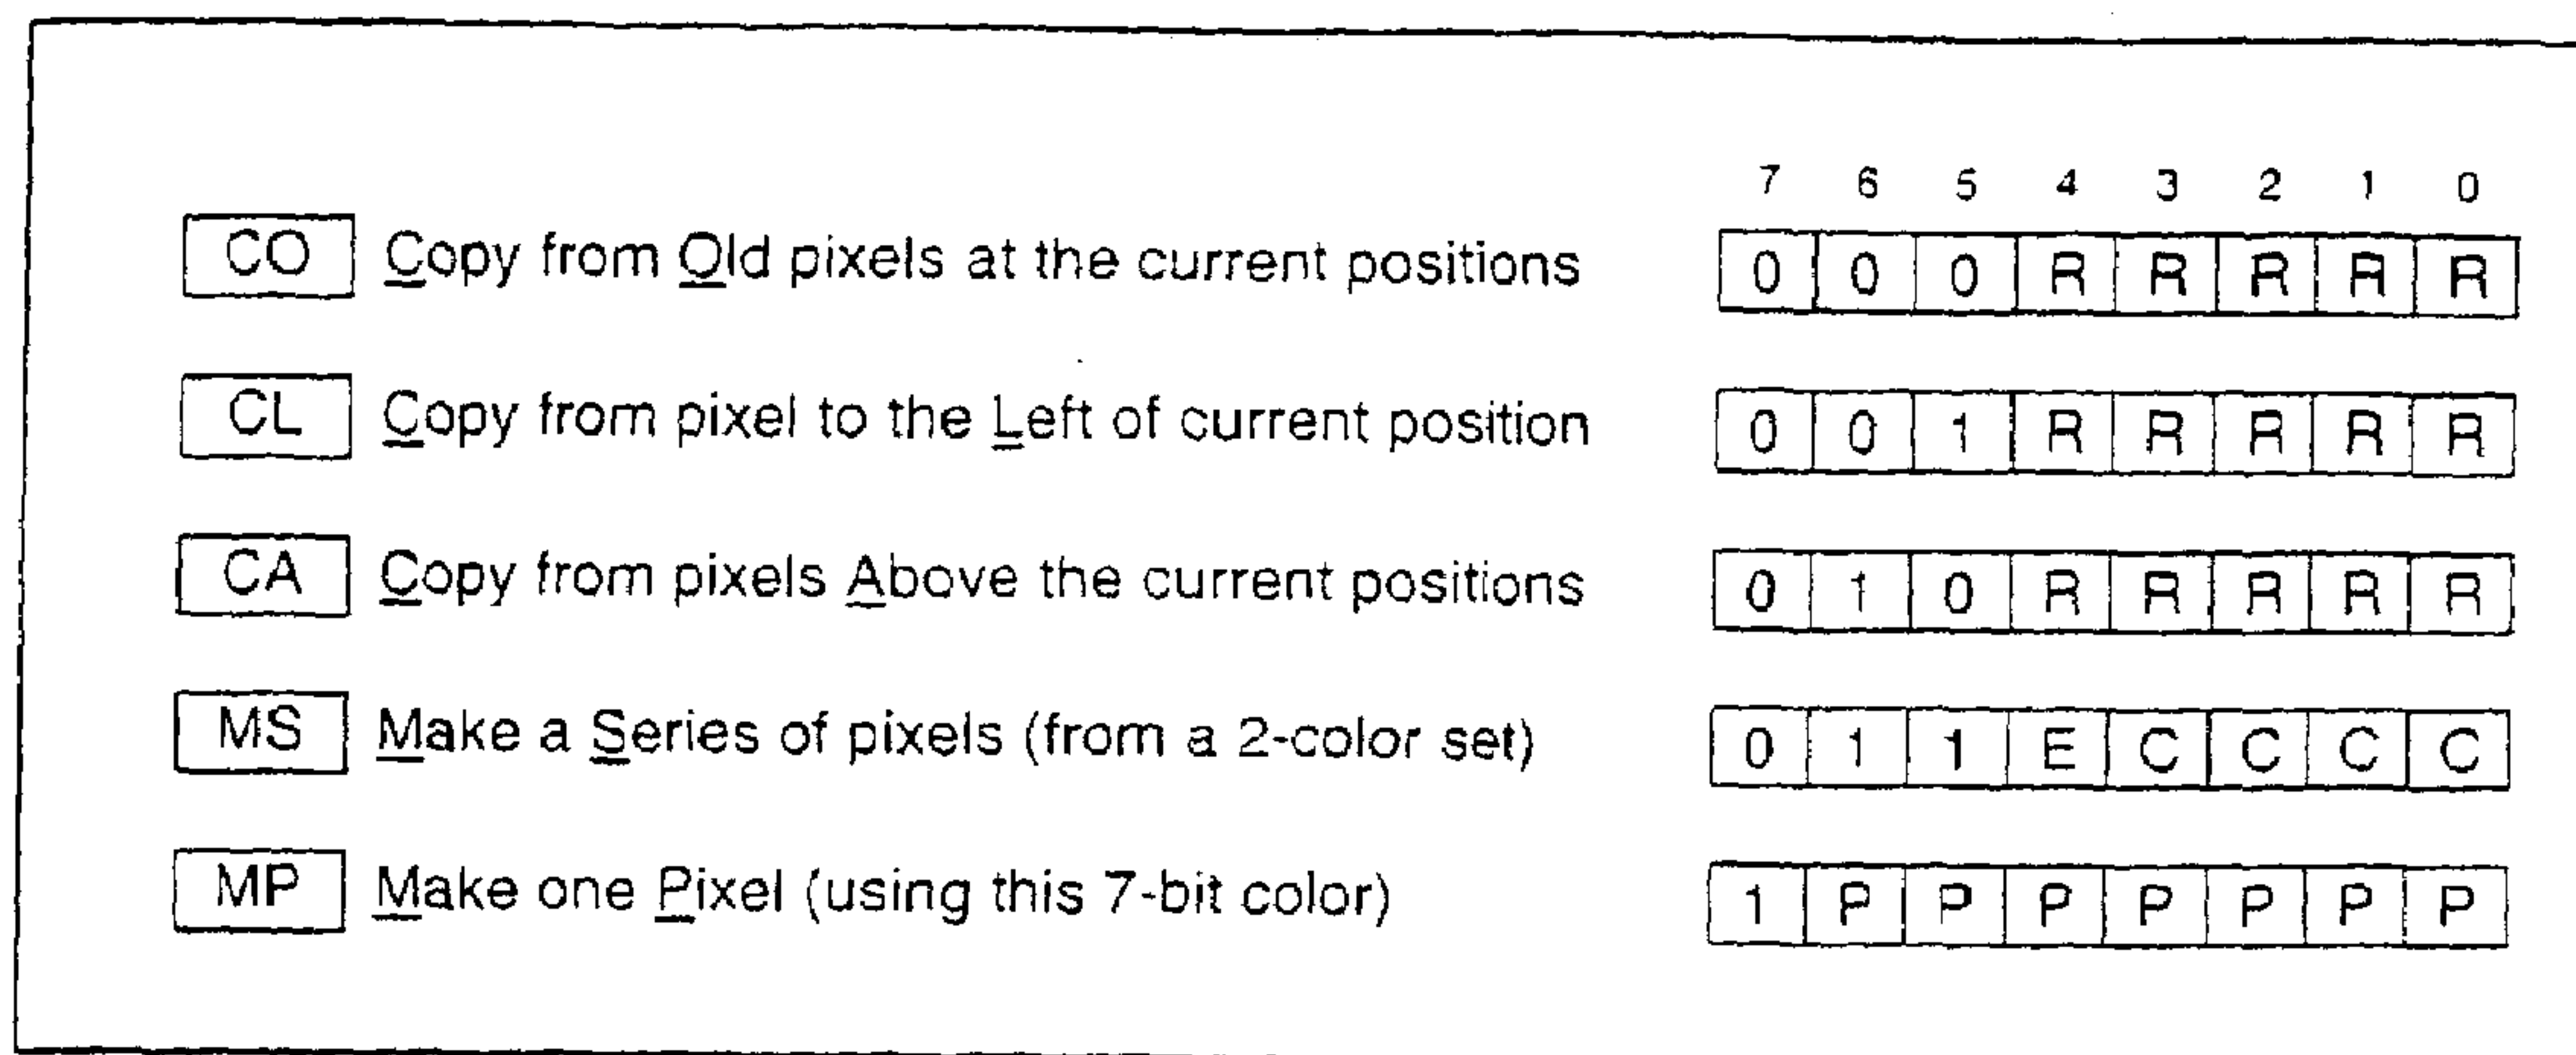 7 6 5 4 3 2 1 0
CO Copy from Old pixels at the current positions 0 0 0 R R R R R
CL Copy from pixel to the Left of current position 0 0 1 R R R R R
CA Copy from pixels Above the current positions 0 1 0 R R R R R
MS Make a Series of pixels (from a 2-color set) 0 1 1 E C C C C
MP Make one Pixel (using this 7-bit color) 1 P P P P P P P